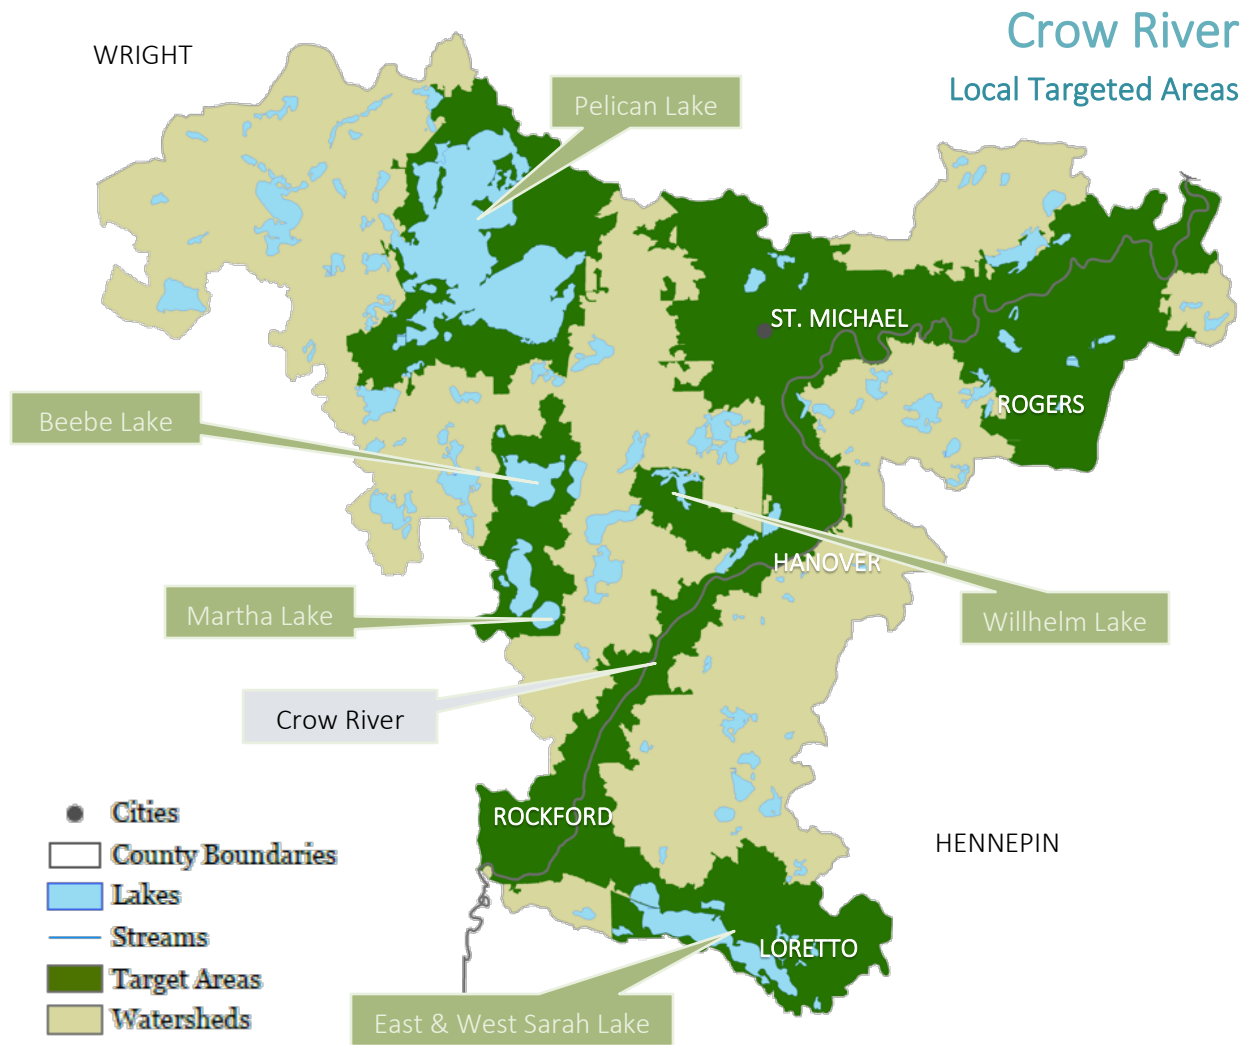 Crow River
Local Targeted Areas
WRIGHT
Pelican Lake
ST. MICHAEL
ROGERS
Beebe Lake
HANOVER
Martha Lake
Willhelm Lake
Crow River
ROCKFORD
HENNEPIN
LORETTO
East & West Sarah Lake
Cities
County Boundaries
Lakes
Streams
Target Areas
Watersheds